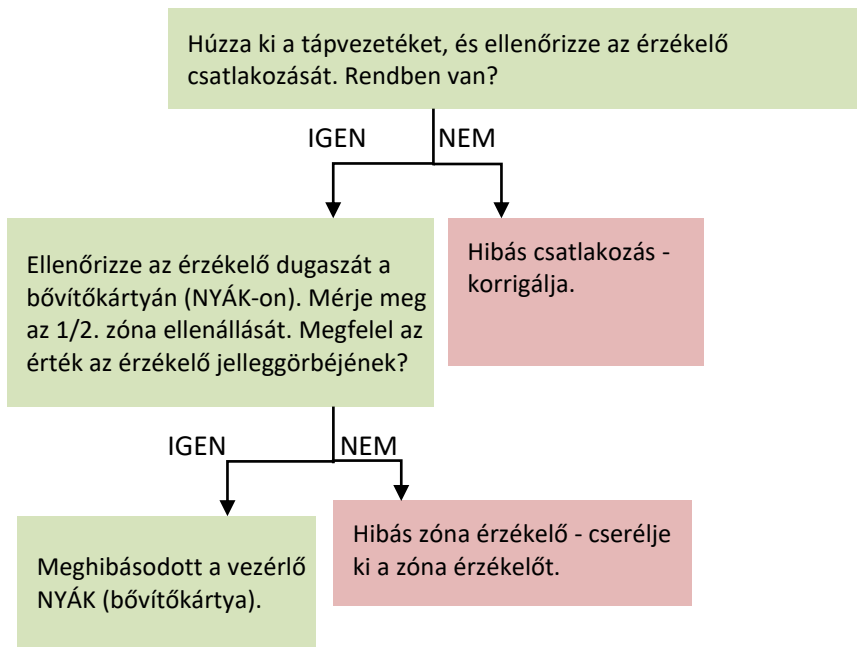 Húzza ki a tápvezetéket, és ellenőrizze az érzékelő
csatlakozását. Rendben van?
IGEN
NEM
Ellenőrizze az érzékelő dugaszát a
bővítőkártyán (NYÁK-on). Mérje meg
az 1/2. zóna ellenállását. Megfelel az
érték az érzékelő jelleggörbéjének?
Hibás csatlakozás -
korrigálja.
IGEN
NEM
Meghibásodott a vezérlő
NYÁK (bővítőkártya).
Hibás zóna érzékelő - cserélje
ki a zóna érzékelőt.